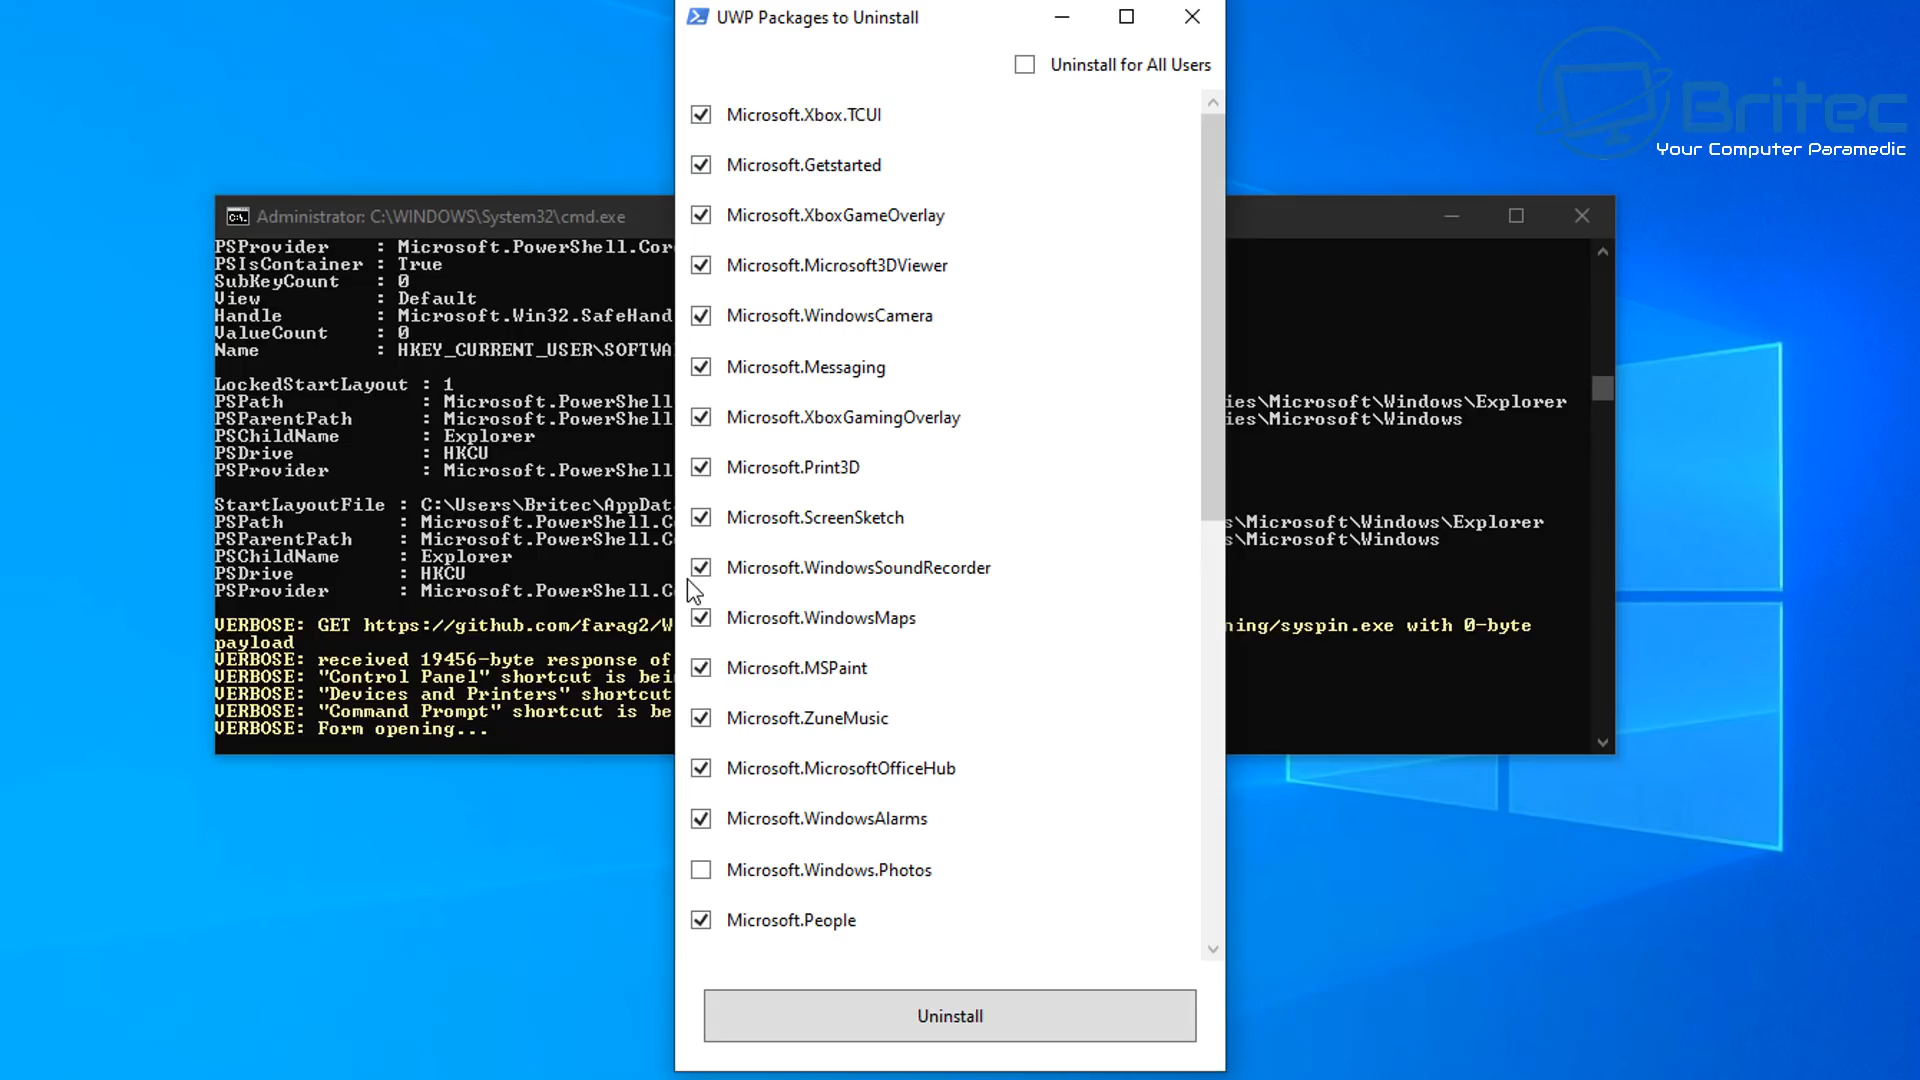 UWP Packages to Uninstall
Uninstall for All Users
Microsoft.Xbox.TCUI
Microsoft.Getstarted
Microsoft.XboxGameOverlay
Microsoft.Microsoft3DViewer
Microsoft.WindowsCamera
Microsoft.Messaging
Microsoft.XboxGamingOverlay
Microsoft.Print3D
Microsoft.ScreenSketch
Microsoft.WindowsSoundRecorder
Microsoft.WindowsMaps
Microsoft.MSPaint
Microsoft.ZuneMusic
Microsoft.MicrosoftOfficeHub
Microsoft.WindowsAlarms
Microsoft.Windows.Photos
Microsoft.People
Uninstall
Britec
Your Computer Paramedic
Administrator: C:\WINDOWS\System32\cmd.exe
PSProvider : Microsoft.PowerShell.Cor
PSIsContainer : True
SubKeyCount : 0
View : Default
Handle : Microsoft.Win32.SafeHand
ValueCount : 0
Name : HKEY_CURRENT_USER\SOFTWA
LockedStartLayout : 1
PSPath : Microsoft.PowerShell ies\Microsoft\Windows\Explorer
PSParentPath : Microsoft.PowerShell ies\Microsoft\Windows
PSChildName : Explorer
PSDrive : HKCU
PSProvider : Microsoft.PowerShell
StartLayoutFile : C:\Users\Britec\AppDat
PSPath : Microsoft.PowerShell.C s\Microsoft\Windows\Explorer
PSParentPath : Microsoft.PowerShell.C s\Microsoft\Windows
PSChildName : Explorer
PSDrive : HKCU
PSProvider : Microsoft.PowerShell.C
VERBOSE: GET https://github.com/farag2/W ning/syspin.exe with 0-byte
payload
VERBOSE: received 19456-byte response of
VERBOSE: "Control Panel" shortcut is bei
VERBOSE: "Devices and Printers" shortcut
VERBOSE: "Command Prompt" shortcut is be
VERBOSE: Form opening...